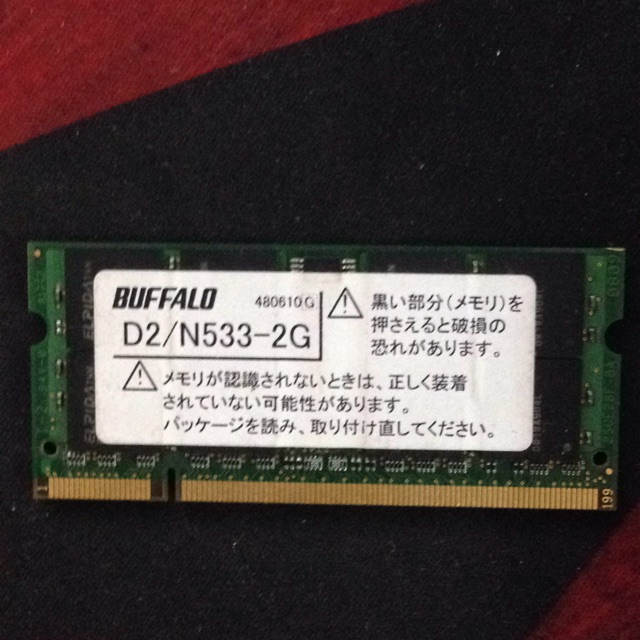 BUFFALO 480610G
D2/N533-2G
黒い部分(メモリ)を
押さえると破損の
恐れがあります。
メモリが認識されないときは、正しく装着
されていない可能性があります。
パッケージを読み、取り付け直してください。
ELPIDA
ELPIDA
1
199